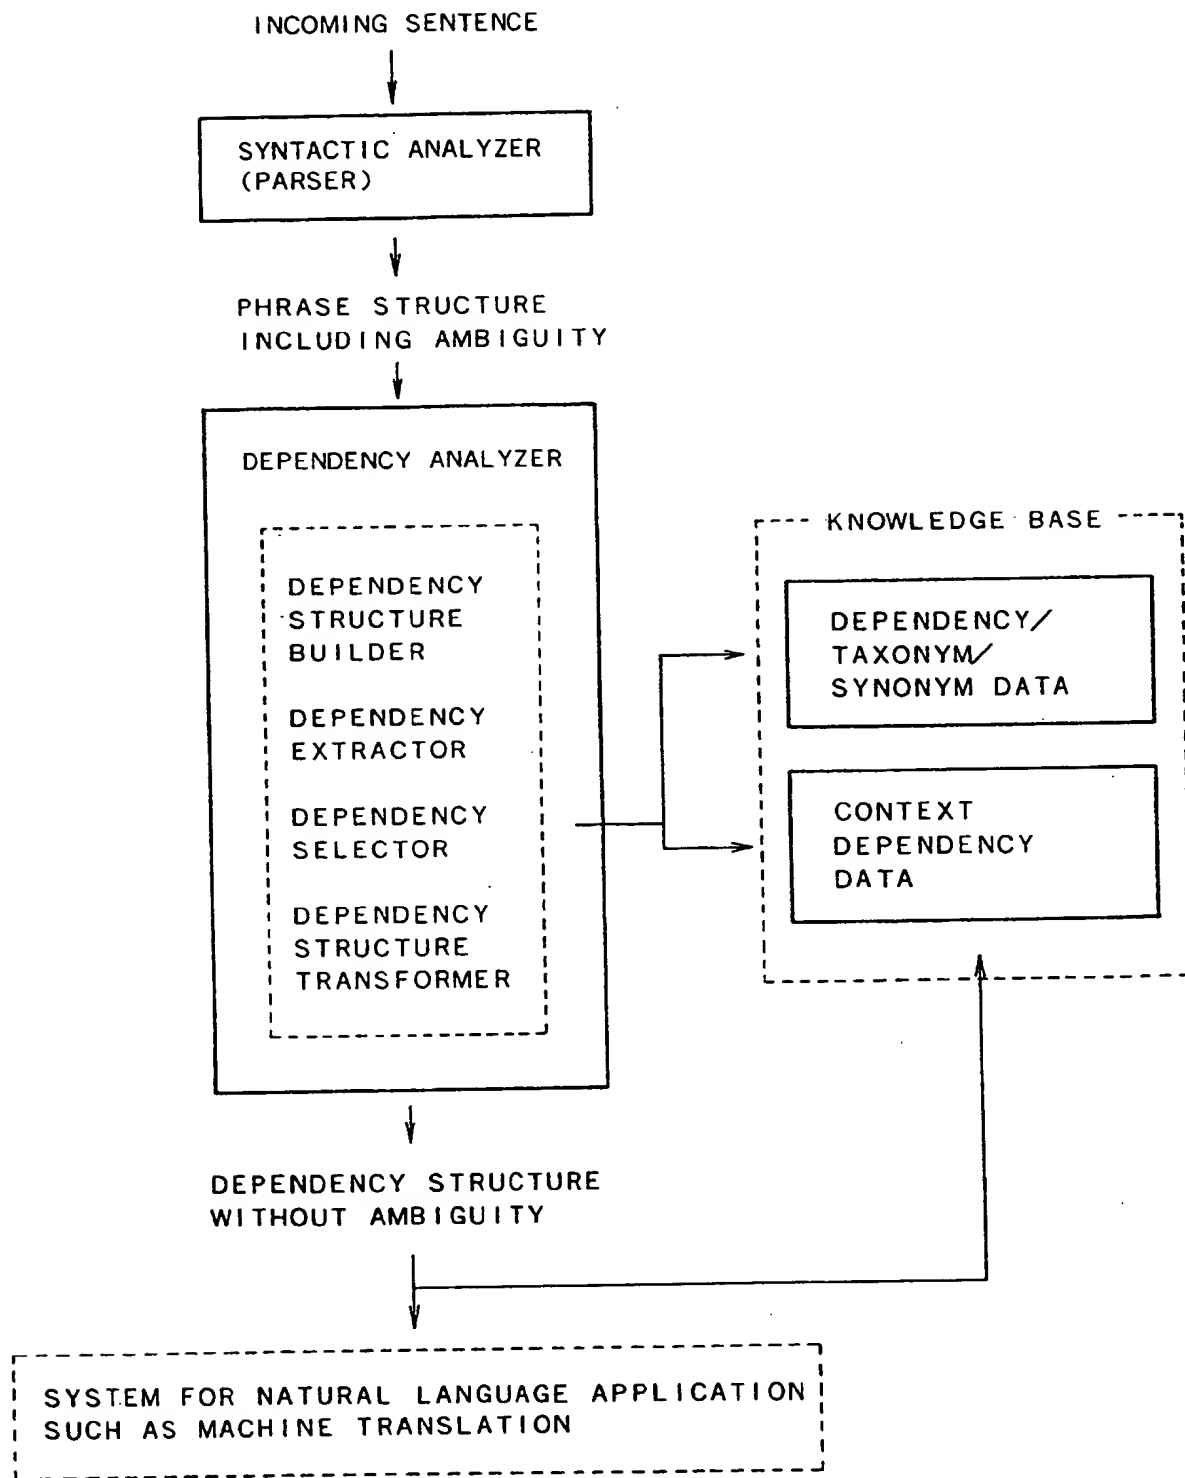 INCOMING SENTENCE
SYNTACTIC ANALYZER
(PARSER)
PHRASE STRUCTURE
INCLUDING AMBIGUITY
DEPENDENCY ANALYZER
DEPENDENCY
STRUCTURE
BUILDER
DEPENDENCY
EXTRACTOR
DEPENDENCY
SELECTOR
DEPENDENCY
STRUCTURE
TRANSFORMER
KNOWLEDGE BASE
DEPENDENCY/
TAXONYM/
SYNONYM DATA
CONTEXT
DEPENDENCY
DATA
DEPENDENCY STRUCTURE
WITHOUT AMBIGUITY
SYSTEM FOR NATURAL LANGUAGE APPLICATION
SUCH AS MACHINE TRANSLATION